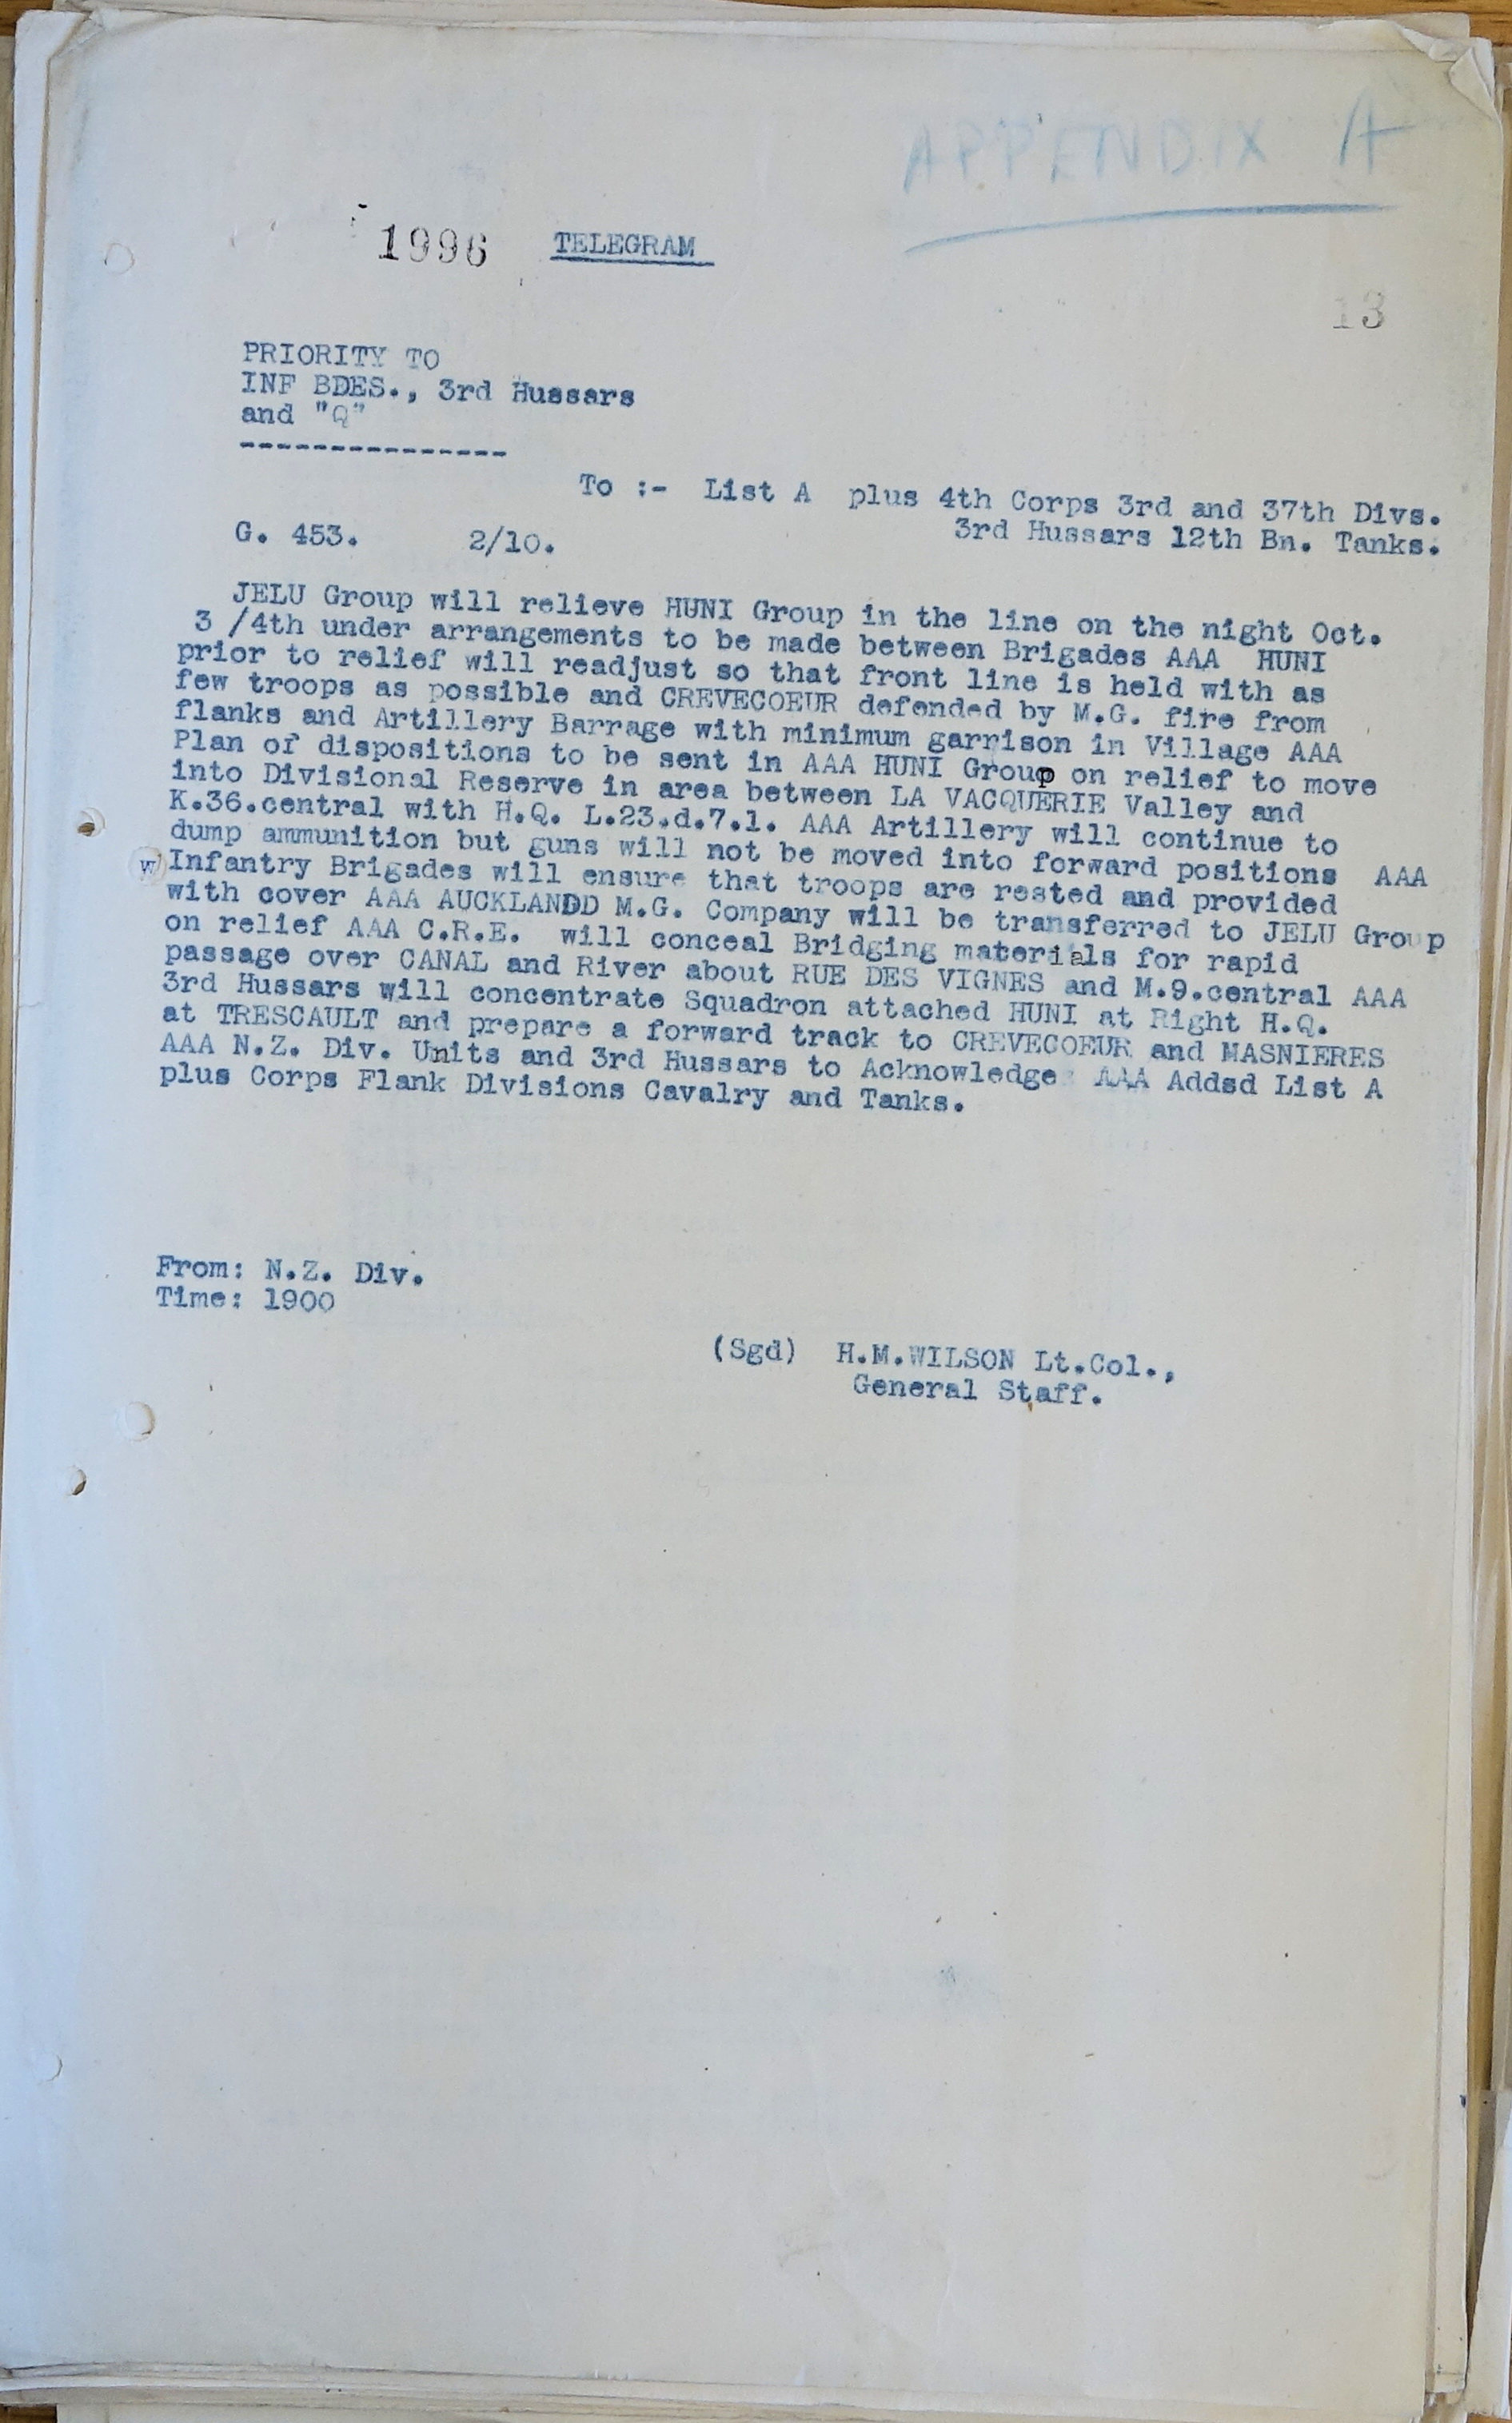 APPENDIX A
1996 TELEGRAM
13
PRIORITY TO
INF BDES., 3rd Hussars
and "Q"
----------------
To :- List A plus 4th Corps 3rd and 37th Divs.
3rd Hussars 12th Bn. Tanks.
G. 453. 2/10.
JELU Group will relieve HUNI Group in the line on the night Oct.
3 /4th under arrangements to be made between Brigades AAA HUNI
prior to relief will readjust so that front line is held with as
few troops as possible and CREVECOEUR defended by M.G. fire from
flanks and Artillery Barrage with minimum garrison in Village AAA
Plan of dispositions to be sent in AAA HUNI Group on relief to move
into Divisional Reserve in area between LA VACQUERIE Valley and
K.36.central with H.Q. L.23.d.7.1. AAA Artillery will continue to
dump ammunition but guns will not be moved into forward positions AAA
w Infantry Brigades will ensure that troops are rested and provided
with cover AAA AUCKLANDD M.G. Company will be transferred to JELU Group
on relief AAA C.R.E. will conceal Bridging materials for rapid
passage over CANAL and River about RUE DES VIGNES and M.9.central AAA
3rd Hussars will concentrate Squadron attached HUNI at Right H.Q.
at TRESCAULT and prepare a forward track to CREVECOEUR and MASNIERES
AAA N.Z. Div. Units and 3rd Hussars to Acknowledge AAA Addsd List A
plus Corps Flank Divisions Cavalry and Tanks.
From: N.Z. Div.
Time: 1900
(Sgd) H.M.WILSON Lt.Col.,
General Staff.